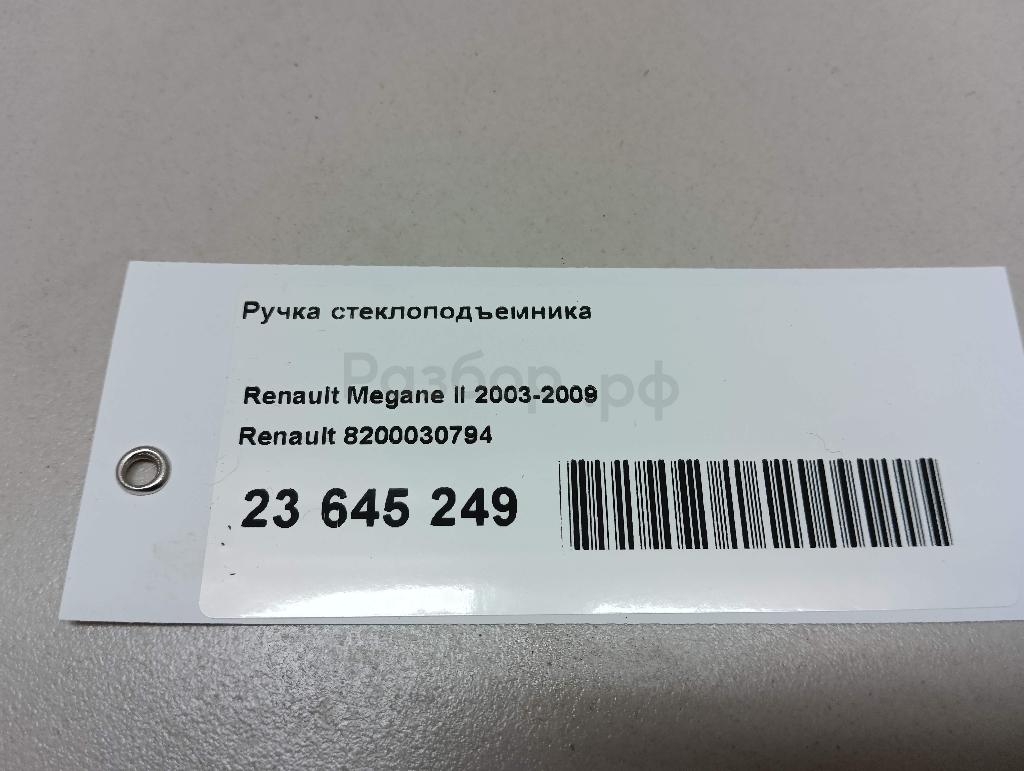 Ручка стеклоподъемника
Разбор.рф
Renault Megane II 2003-2009
Renault 8200030794
23 645 249